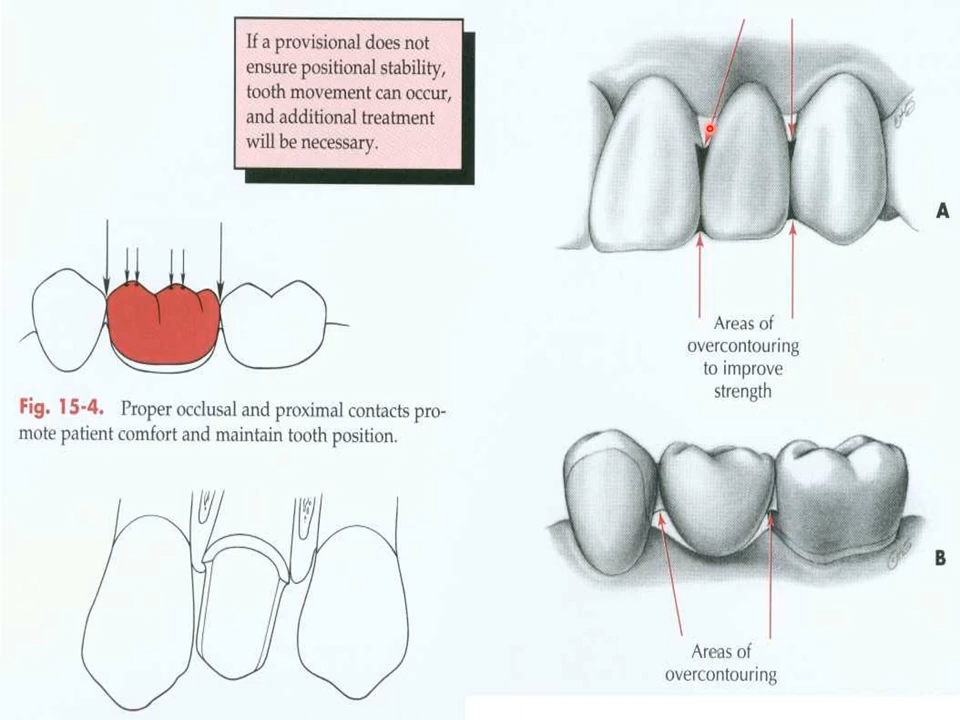 If a provisional does not
ensure positional stability,
tooth movement can occur,
and additional treatment
will be necessary.
Fig. 15-4. Proper occlusal and proximal contacts pro-
mote patient comfort and maintain tooth position.
A
Areas of
overcontouring
to improve
strength
B
Areas of
overcontouring